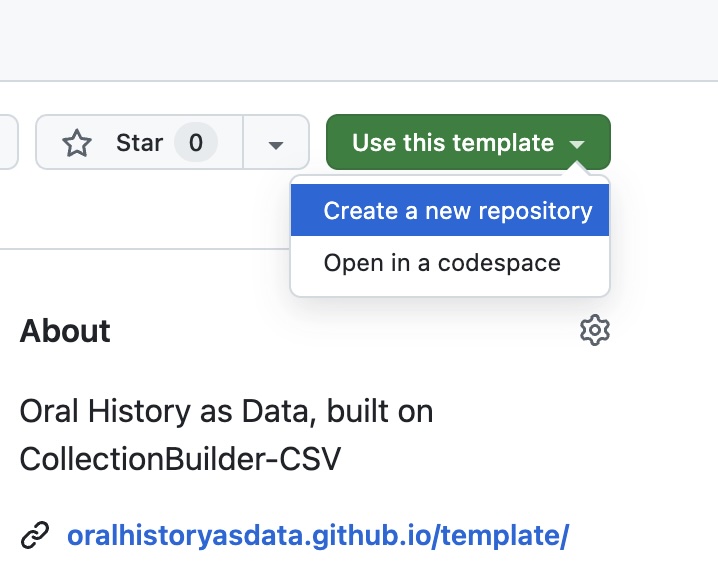 Star 0
Use this template
Create a new repository
Open in a codespace
About
Oral History as Data, built on
CollectionBuilder-CSV
oralhistoryasdata.github.io/template/